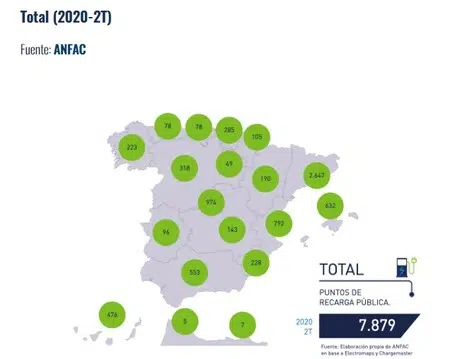 Total (2020-2T)
Fuente: ANFAC
78
78
285
105
223
318
49
190
2.647
974
632
96
143
792
228
553
476
5
7
TOTAL
PUNTOS DE
RECARGA PÚBLICA.
2020
2T
7.879
Fuente: Elaboración propia de ANFAC
en base a Electromaps y Chargemaster